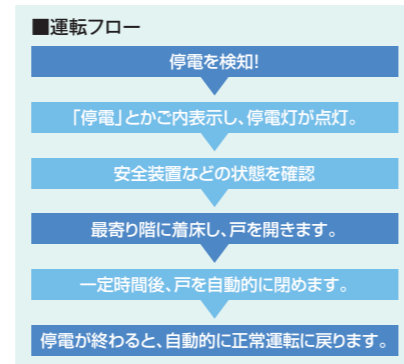 ■運転フロー
停電を検知!
「停電」とかご内表示し、停電灯が点灯。
安全装置などの状態を確認
最寄り階に着床し、戸を開きます。
一定時間後、戸を自動的に閉めます。
停電が終わると、自動的に正常運転に戻ります。